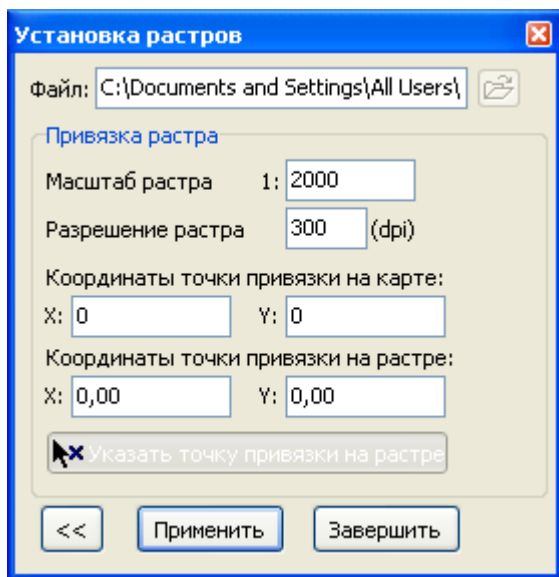 Установка растров
Файл: C:\Documents and Settings\All Users\
Привязка растра
Масштаб растра 1: 2000
Разрешение растра 300 (dpi)
Координаты точки привязки на карте:
X: 0 Y: 0
Координаты точки привязки на растре:
X: 0,00 Y: 0,00
Указать точку привязки на растре
<< Применить Завершить